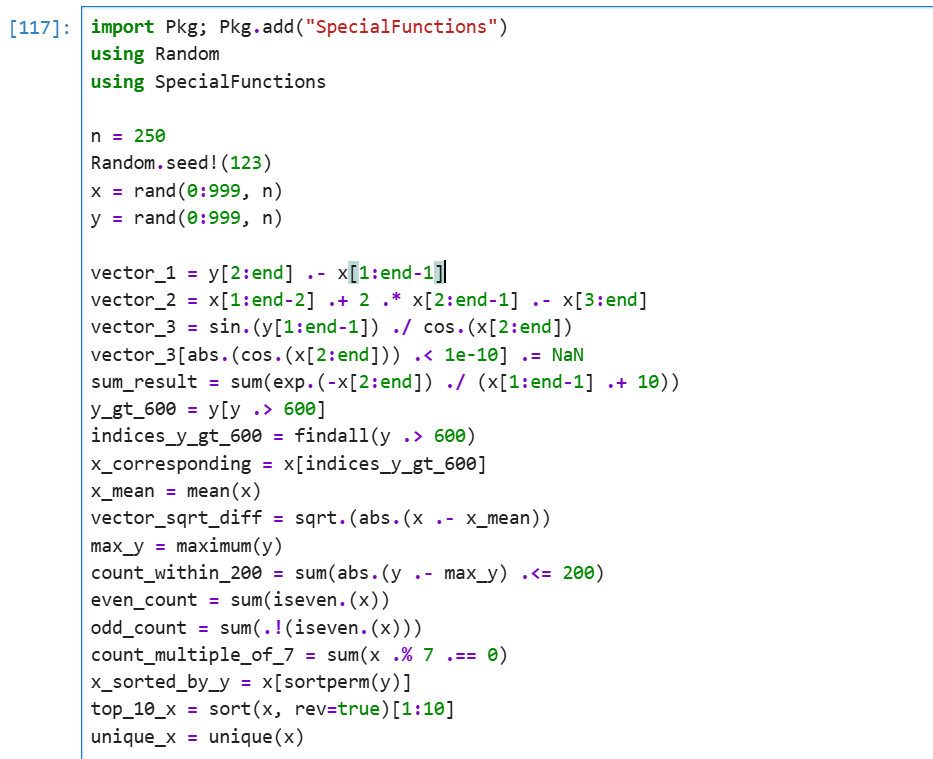 [117]: import Pkg; Pkg.add("SpecialFunctions")
using Random
using SpecialFunctions
n = 250
Random.seed!(123)
x = rand(0:999, n)
y = rand(0:999, n)
vector_1 = y[2:end] .- x[1:end-1]
vector_2 = x[1:end-2] .+ 2 .* x[2:end-1] .- x[3:end]
vector_3 = sin.(y[1:end-1]) ./ cos.(x[2:end])
vector_3[abs.(cos.(x[2:end])) .< 1e-10] .= NaN
sum_result = sum(exp.(-x[2:end]) ./ (x[1:end-1] .+ 10))
y_gt_600 = y[y .> 600]
indices_y_gt_600 = findall(y .> 600)
x_corresponding = x[indices_y_gt_600]
x_mean = mean(x)
vector_sqrt_diff = sqrt.(abs.(x .- x_mean))
max_y = maximum(y)
count_within_200 = sum(abs.(y .- max_y) .<= 200)
even_count = sum(iseven.(x))
odd_count = sum(.!(iseven.(x)))
count_multiple_of_7 = sum(x .% 7 .== 0)
x_sorted_by_y = x[sortperm(y)]
top_10_x = sort(x, rev=true)[1:10]
unique_x = unique(x)